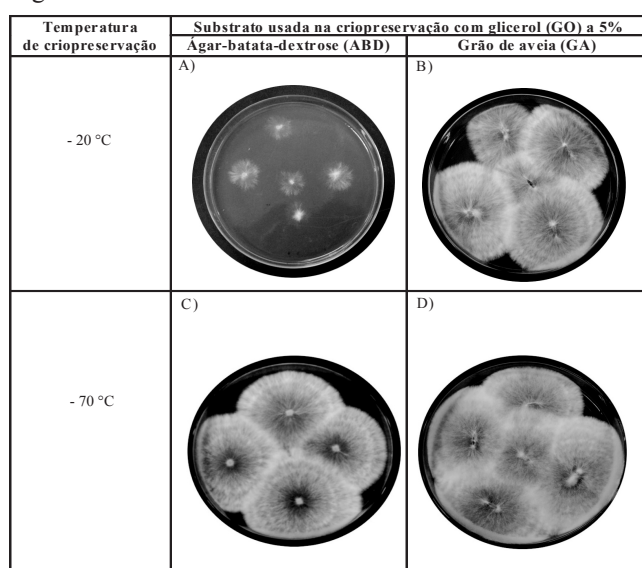 Temperatura
de criopreservação
Substrato usada na criopreservação com glicerol (GO) a 5%
Ágar-batata-dextrose (ABD)
Grão de aveia (GA)
A)
B)
- 20 °C
C)
D)
- 70 °C